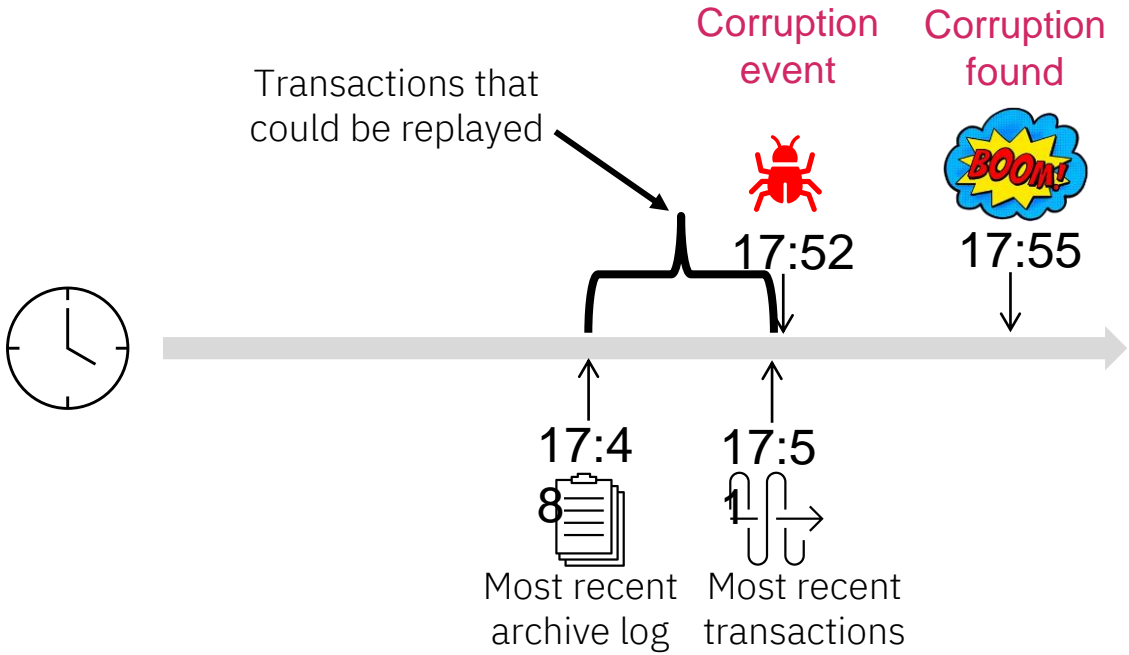 Corruption
event
Corruption
found
Transactions that
could be replayed
BOOM!
17:52
17:55
17:4
8
17:5
1
Most recent
archive log
Most recent
transactions